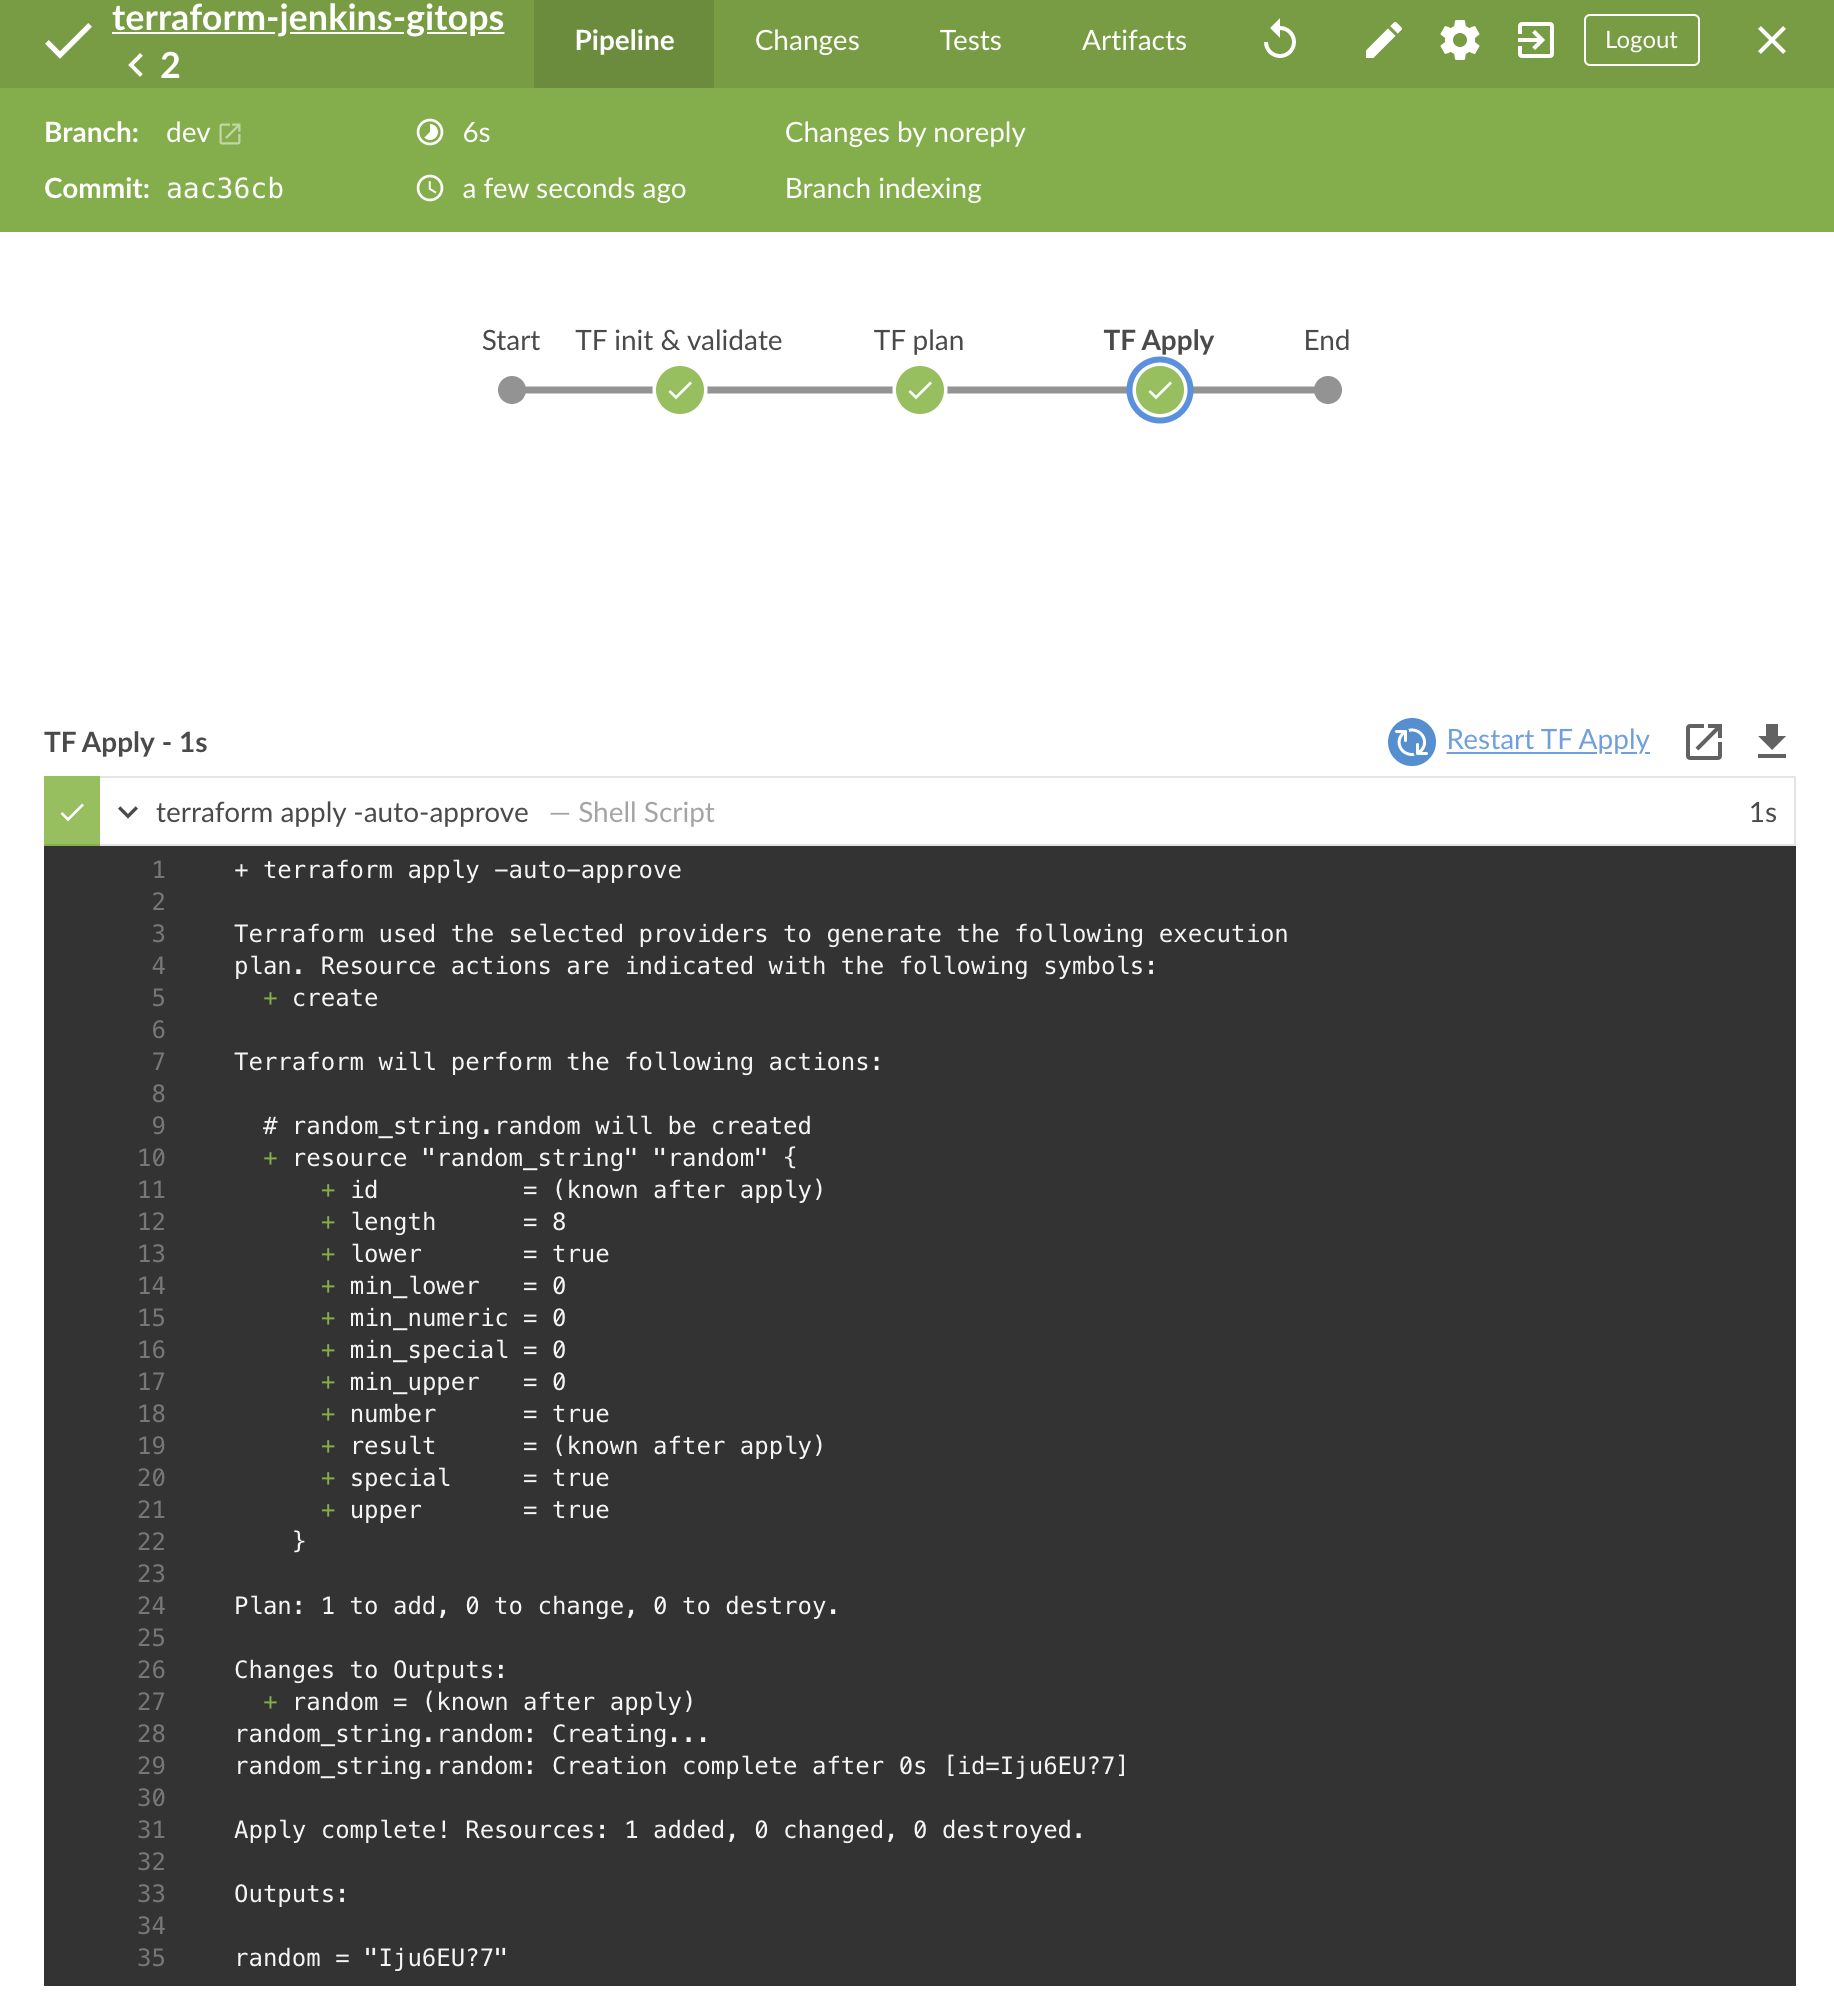 terraform-jenkins-gitops
< 2
Pipeline
Changes
Tests
Artifacts
Logout
Branch: dev
6s
Changes by noreply
Commit: aac36cb
a few seconds ago
Branch indexing
Start
TF init & validate
TF plan
TF Apply
End
TF Apply - 1s
Restart TF Apply
terraform apply -auto-approve — Shell Script
1s
1 + terraform apply -auto-approve
2
3 Terraform used the selected providers to generate the following execution
4 plan. Resource actions are indicated with the following symbols:
5   + create
6
7 Terraform will perform the following actions:
8
9   # random_string.random will be created
10   + resource "random_string" "random" {
11       + id          = (known after apply)
12       + length      = 8
13       + lower       = true
14       + min_lower   = 0
15       + min_numeric = 0
16       + min_special = 0
17       + min_upper   = 0
18       + number      = true
19       + result      = (known after apply)
20       + special     = true
21       + upper       = true
22     }
23
24 Plan: 1 to add, 0 to change, 0 to destroy.
25
26 Changes to Outputs:
27   + random = (known after apply)
28 random_string.random: Creating...
29 random_string.random: Creation complete after 0s [id=Iju6EU?7]
30
31 Apply complete! Resources: 1 added, 0 changed, 0 destroyed.
32
33 Outputs:
34
35 random = "Iju6EU?7"